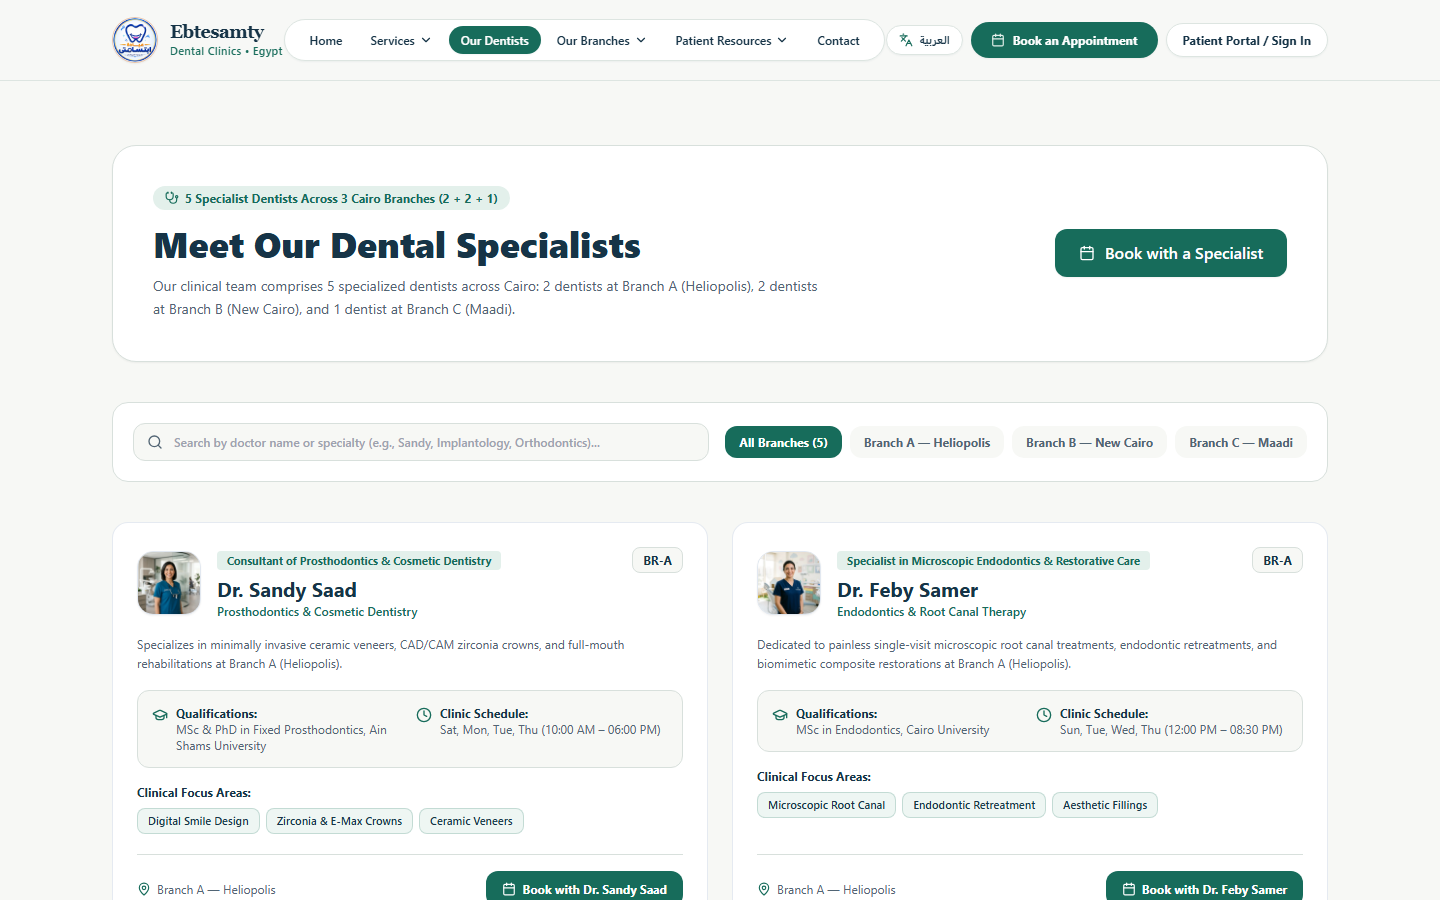 ابتسامتي
Ebtesamty
Dental Clinics • Egypt
Home
Services
Our Dentists
Our Branches
Patient Resources
Contact
العربية
Book an Appointment
Patient Portal / Sign In
5 Specialist Dentists Across 3 Cairo Branches (2 + 2 + 1)
Meet Our Dental Specialists
Our clinical team comprises 5 specialized dentists across Cairo: 2 dentists at Branch A (Heliopolis), 2 dentists
at Branch B (New Cairo), and 1 dentist at Branch C (Maadi).
Book with a Specialist
Search by doctor name or specialty (e.g., Sandy, Implantology, Orthodontics)...
All Branches (5)
Branch A — Heliopolis
Branch B — New Cairo
Branch C — Maadi
Consultant of Prosthodontics & Cosmetic Dentistry
BR-A
Dr. Sandy Saad
Prosthodontics & Cosmetic Dentistry
Specializes in minimally invasive ceramic veneers, CAD/CAM zirconia crowns, and full-mouth
rehabilitations at Branch A (Heliopolis).
Qualifications:
MSc & PhD in Fixed Prosthodontics, Ain
Shams University
Clinic Schedule:
Sat, Mon, Tue, Thu (10:00 AM – 06:00 PM)
Clinical Focus Areas:
Digital Smile Design
Zirconia & E-Max Crowns
Ceramic Veneers
Branch A — Heliopolis
Book with Dr. Sandy Saad
Specialist in Microscopic Endodontics & Restorative Care
BR-A
Dr. Feby Samer
Endodontics & Root Canal Therapy
Dedicated to painless single-visit microscopic root canal treatments, endodontic retreatments, and
biomimetic composite restorations at Branch A (Heliopolis).
Qualifications:
MSc in Endodontics, Cairo University
Clinic Schedule:
Sun, Tue, Wed, Thu (12:00 PM – 08:30 PM)
Clinical Focus Areas:
Microscopic Root Canal
Endodontic Retreatment
Aesthetic Fillings
Branch A — Heliopolis
Book with Dr. Feby Samer